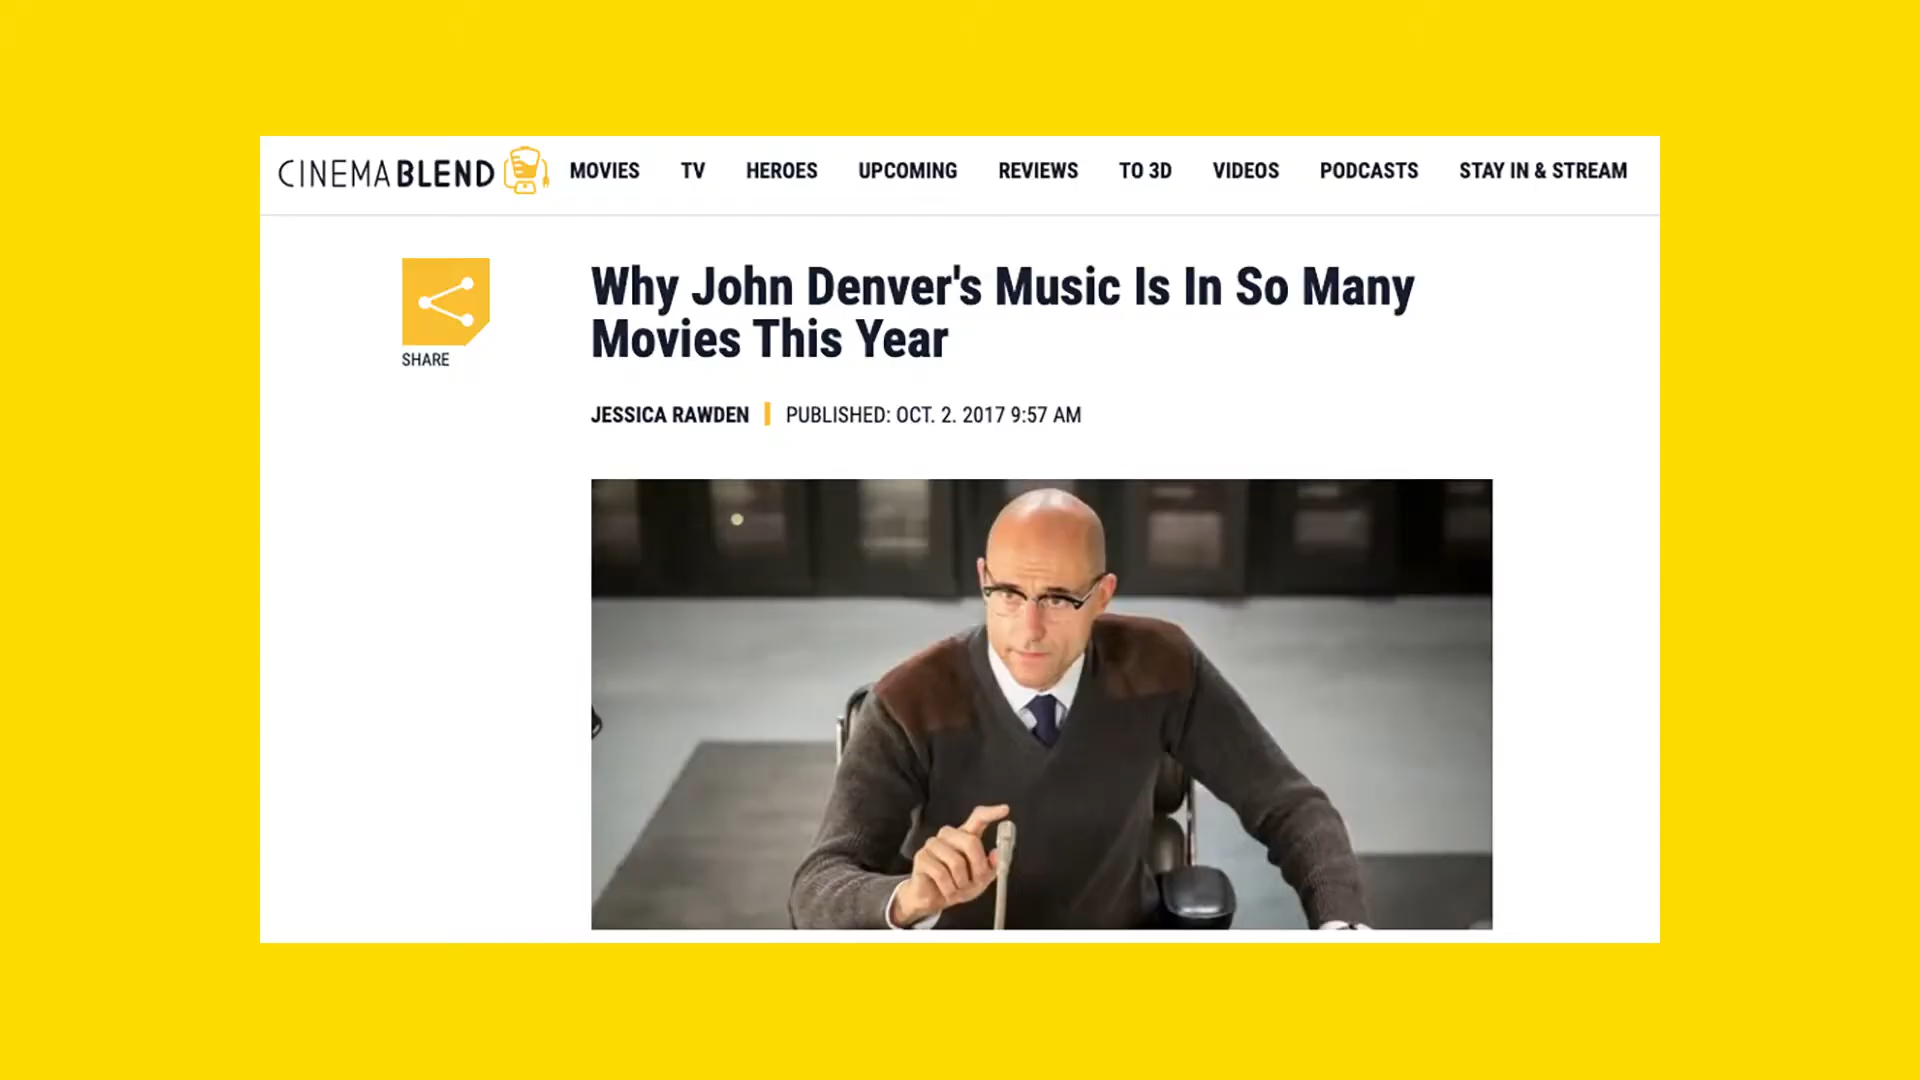 CINEMABLEND MOVIES TV HEROES UPCOMING REVIEWS TO 3D VIDEOS PODCASTS STAY IN & STREAM
SHARE
Why John Denver's Music Is In So Many
Movies This Year
JESSICA RAWDEN PUBLISHED: OCT. 2. 2017 9:57 AM